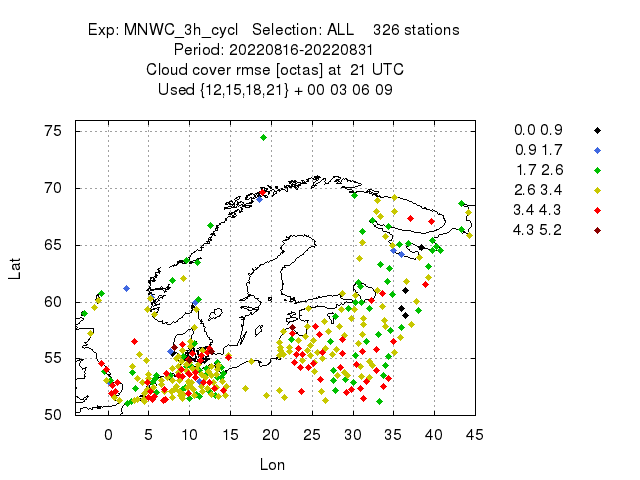 Exp: MNWC_3h_cycl   Selection: ALL    326 stations
Period: 20220816-20220831
Cloud cover rmse [octas] at  21 UTC
Used {12,15,18,21} + 00 03 06 09
0.0 0.9
0.9 1.7
1.7 2.6
2.6 3.4
3.4 4.3
4.3 5.2
75
70
65
60
55
50
Lat
0 5 10 15 20 25 30 35 40 45
Lon